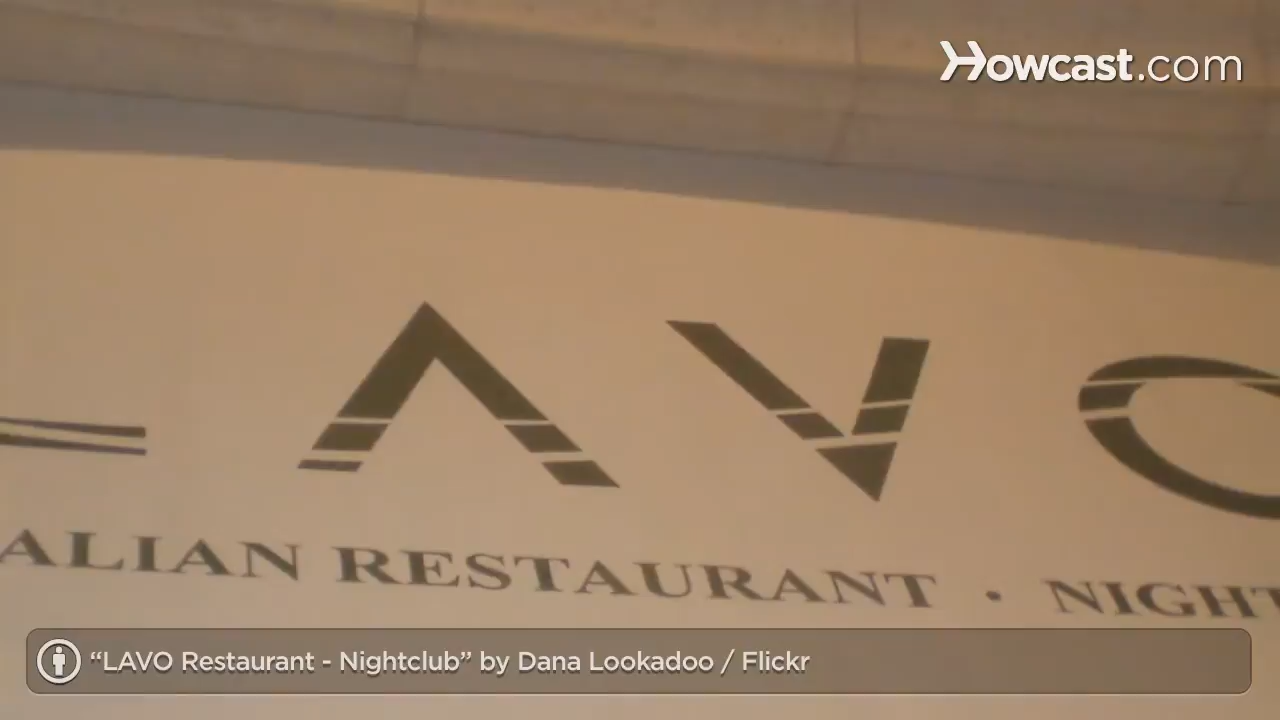 Howcast.com
LAVO
ALIAN RESTAURANT · NIGHT
“LAVO Restaurant - Nightclub” by Dana Lookadoo / Flickr